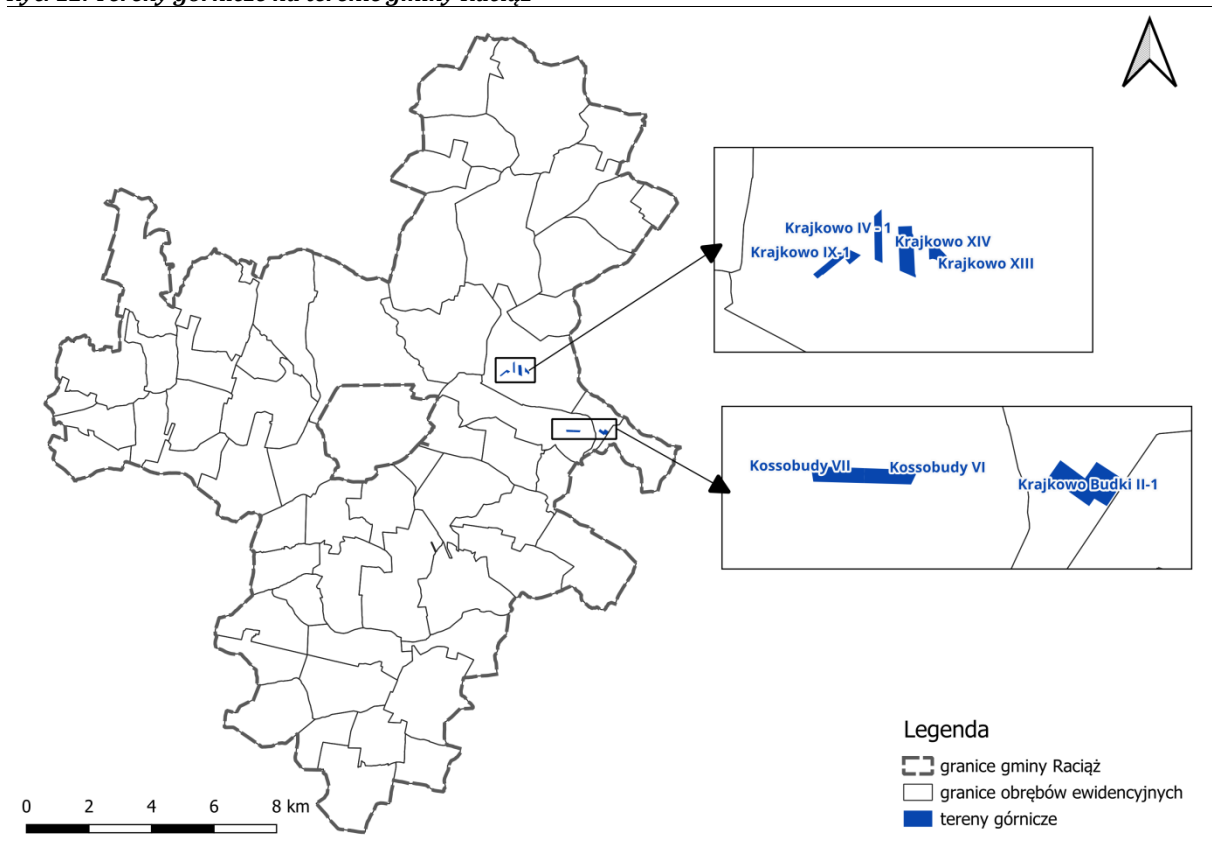 Krajkowo IV - 1
Krajkowo XIV
Krajkowo IX-1
Krajkowo XIII
Kossobudy VII
Kossobudy VI
Krajkowo Budki II-1
Legenda
granice gminy Raciąż
granice obrębów ewidencyjnych
tereny górnicze
0 2 4 6 8 km